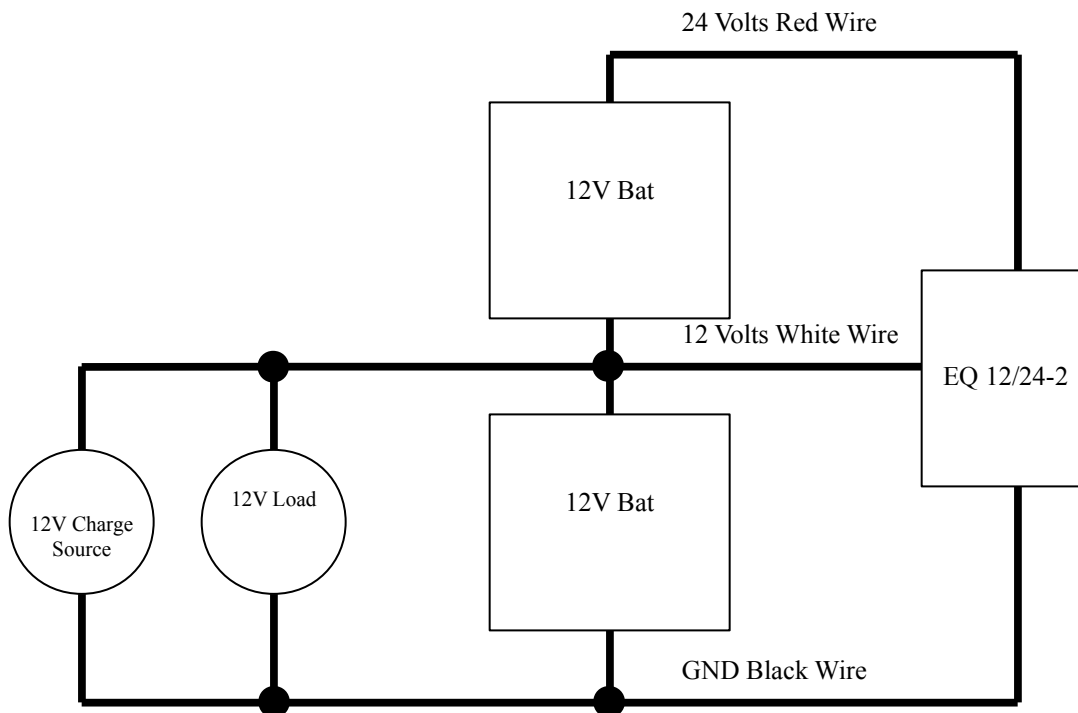 24 Volts Red Wire
12V Bat
12 Volts White Wire
EQ 12/24-2
12V Load
12V Bat
12V Charge
Source
GND Black Wire